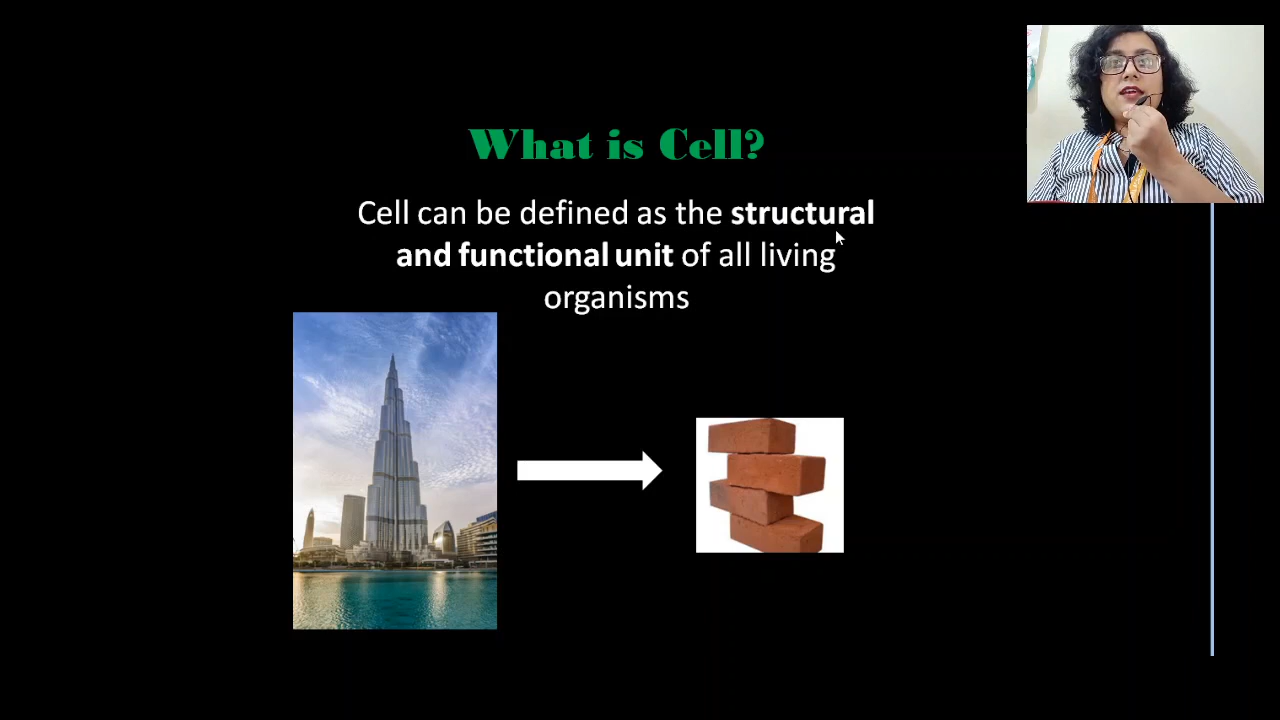 What is Cell?
Cell can be defined as the structural
and functional unit of all living
organisms